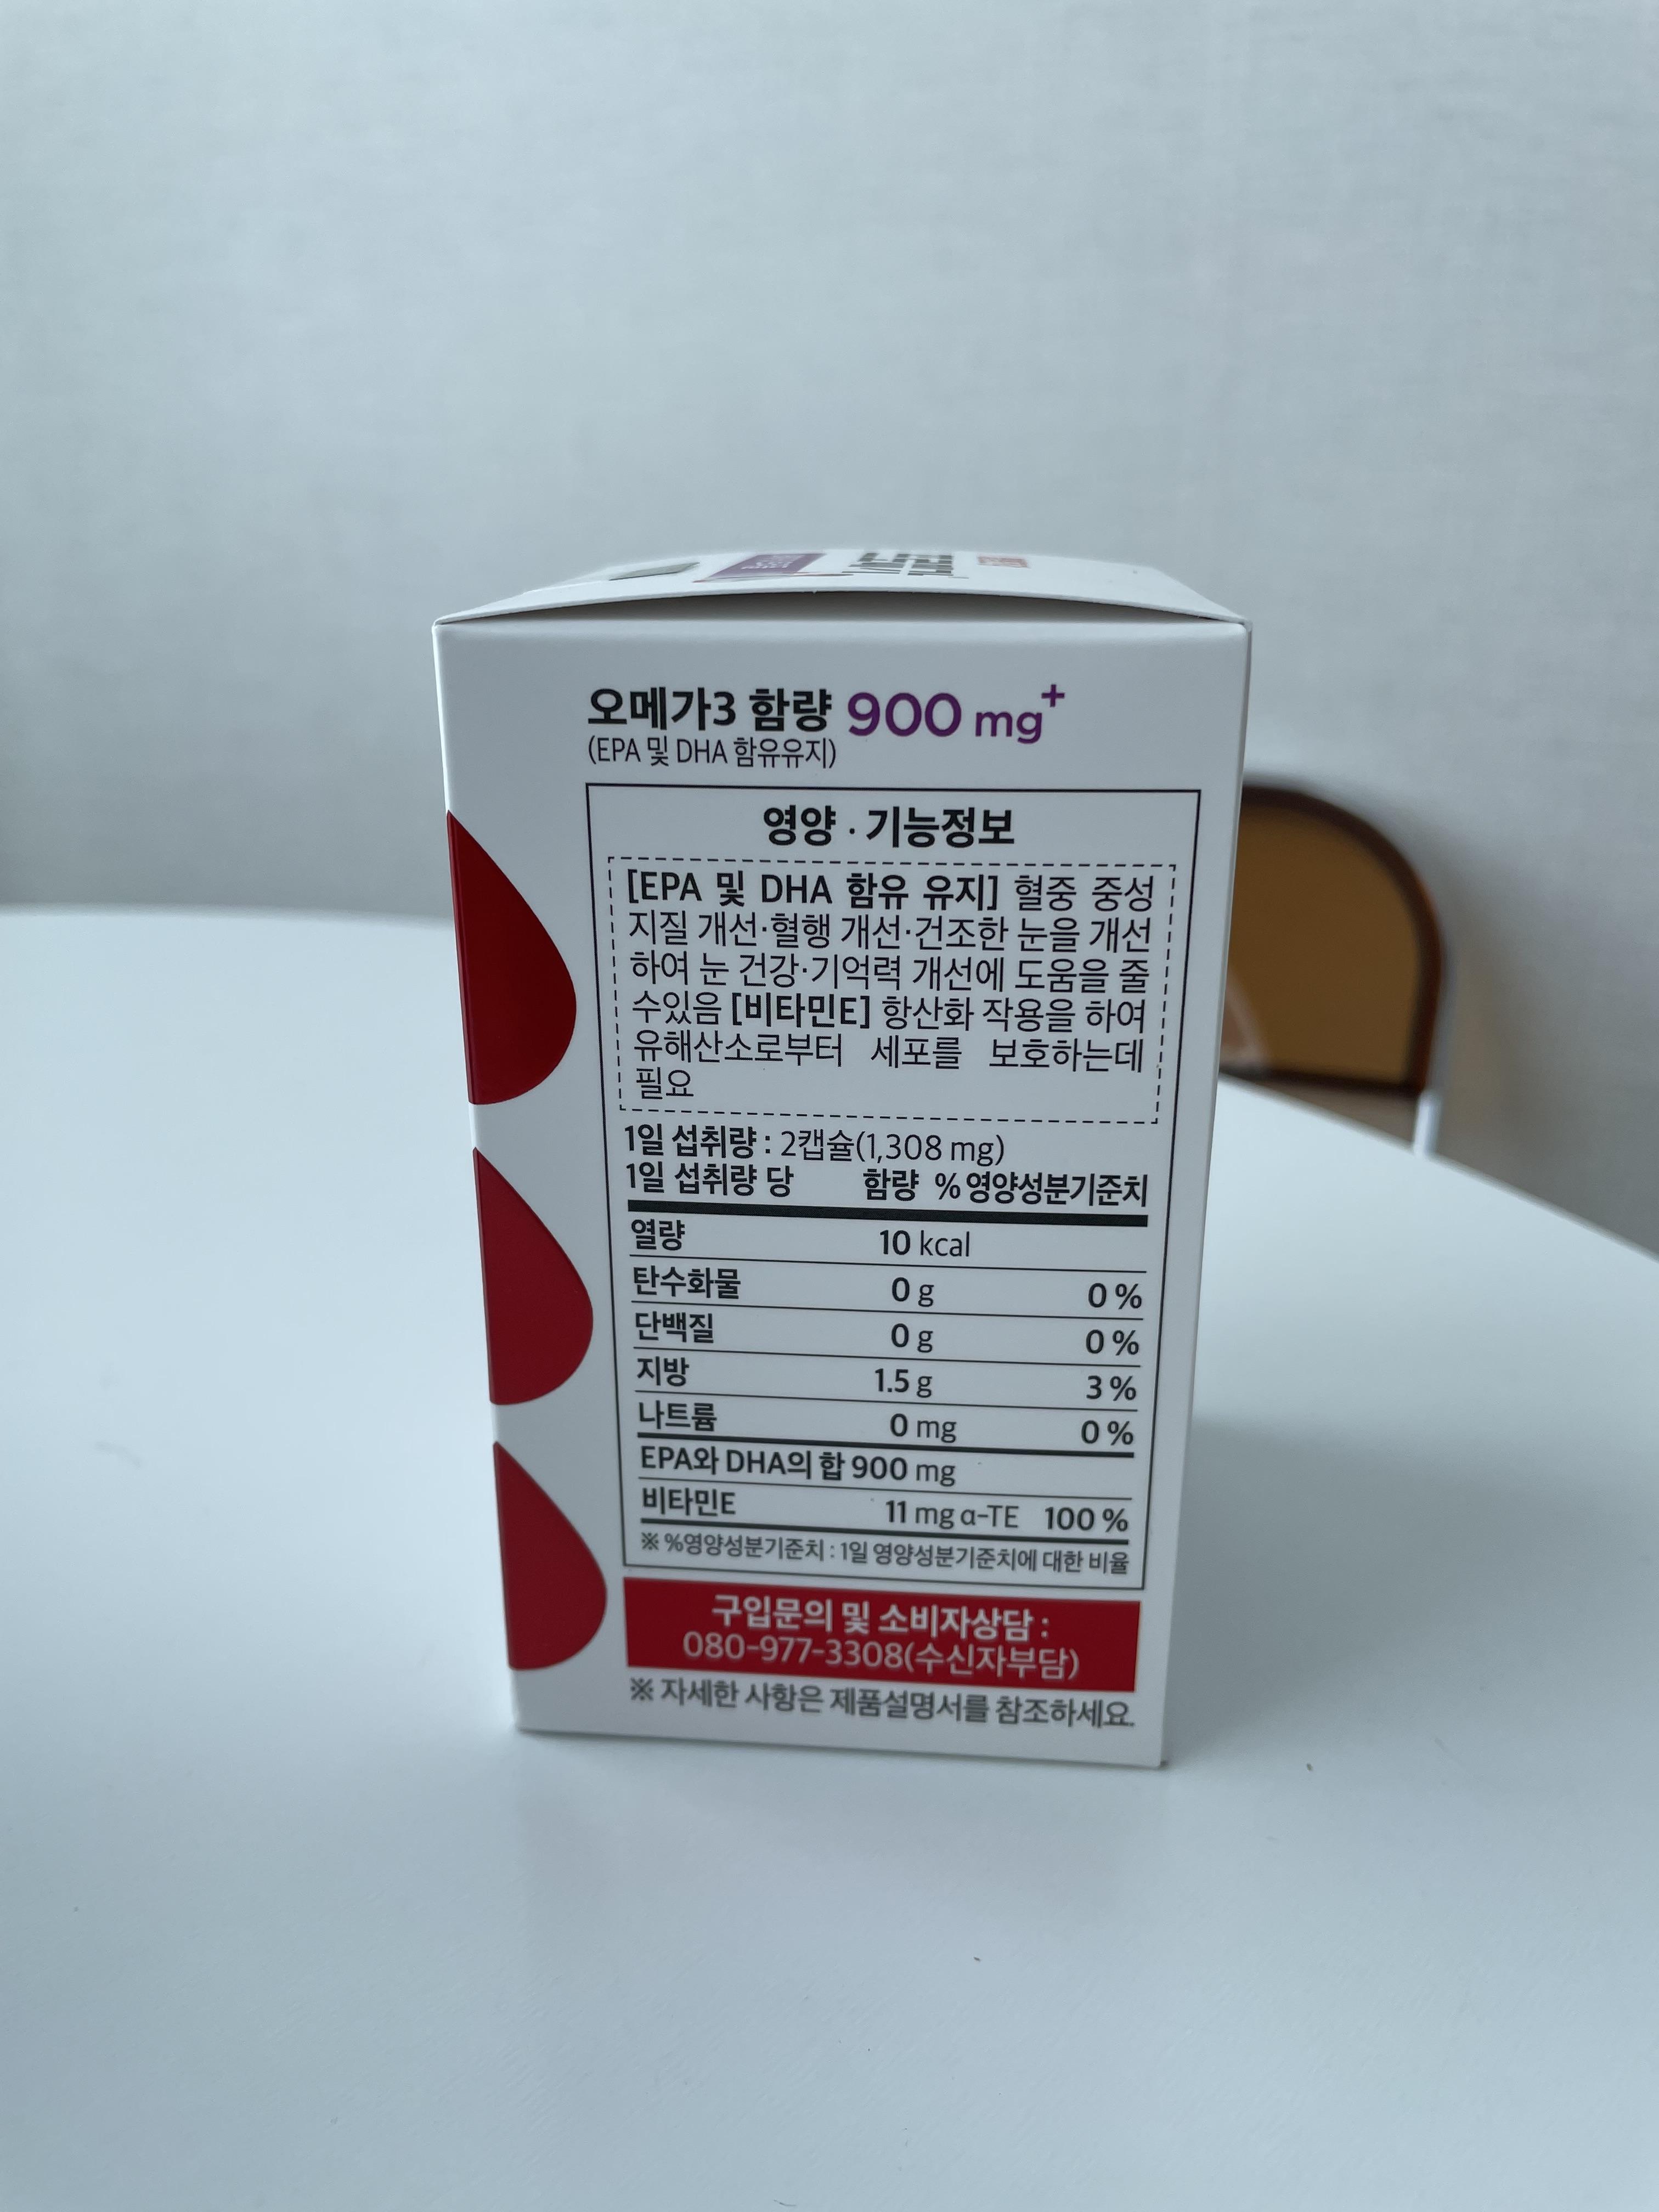 오메가3 함량 900 mg+
(EPA 및 DHA 함유유지)
영양 · 기능정보
[EPA 및 DHA 함유 유지] 혈중 중성
지질 개선·혈행 개선·건조한 눈을 개선
하여 눈 건강·기억력 개선에 도움을 줄
수있음 [비타민E] 항산화 작용을 하여
유해산소로부터 세포를 보호하는데
필요
1일 섭취량 : 2캡슐(1,308 mg)
1일 섭취량 당 함량 % 영양성분기준치
열량 10 kcal
탄수화물 0 g 0 %
단백질 0 g 0 %
지방 1.5 g 3 %
나트륨 0 mg 0 %
EPA와 DHA의 합 900 mg
비타민E 11 mg α-TE 100 %
※ %영양성분기준치 : 1일 영양성분기준치에 대한 비율
구입문의 및 소비자상담 :
080-977-3308(수신자부담)
※ 자세한 사항은 제품설명서를 참조하세요.